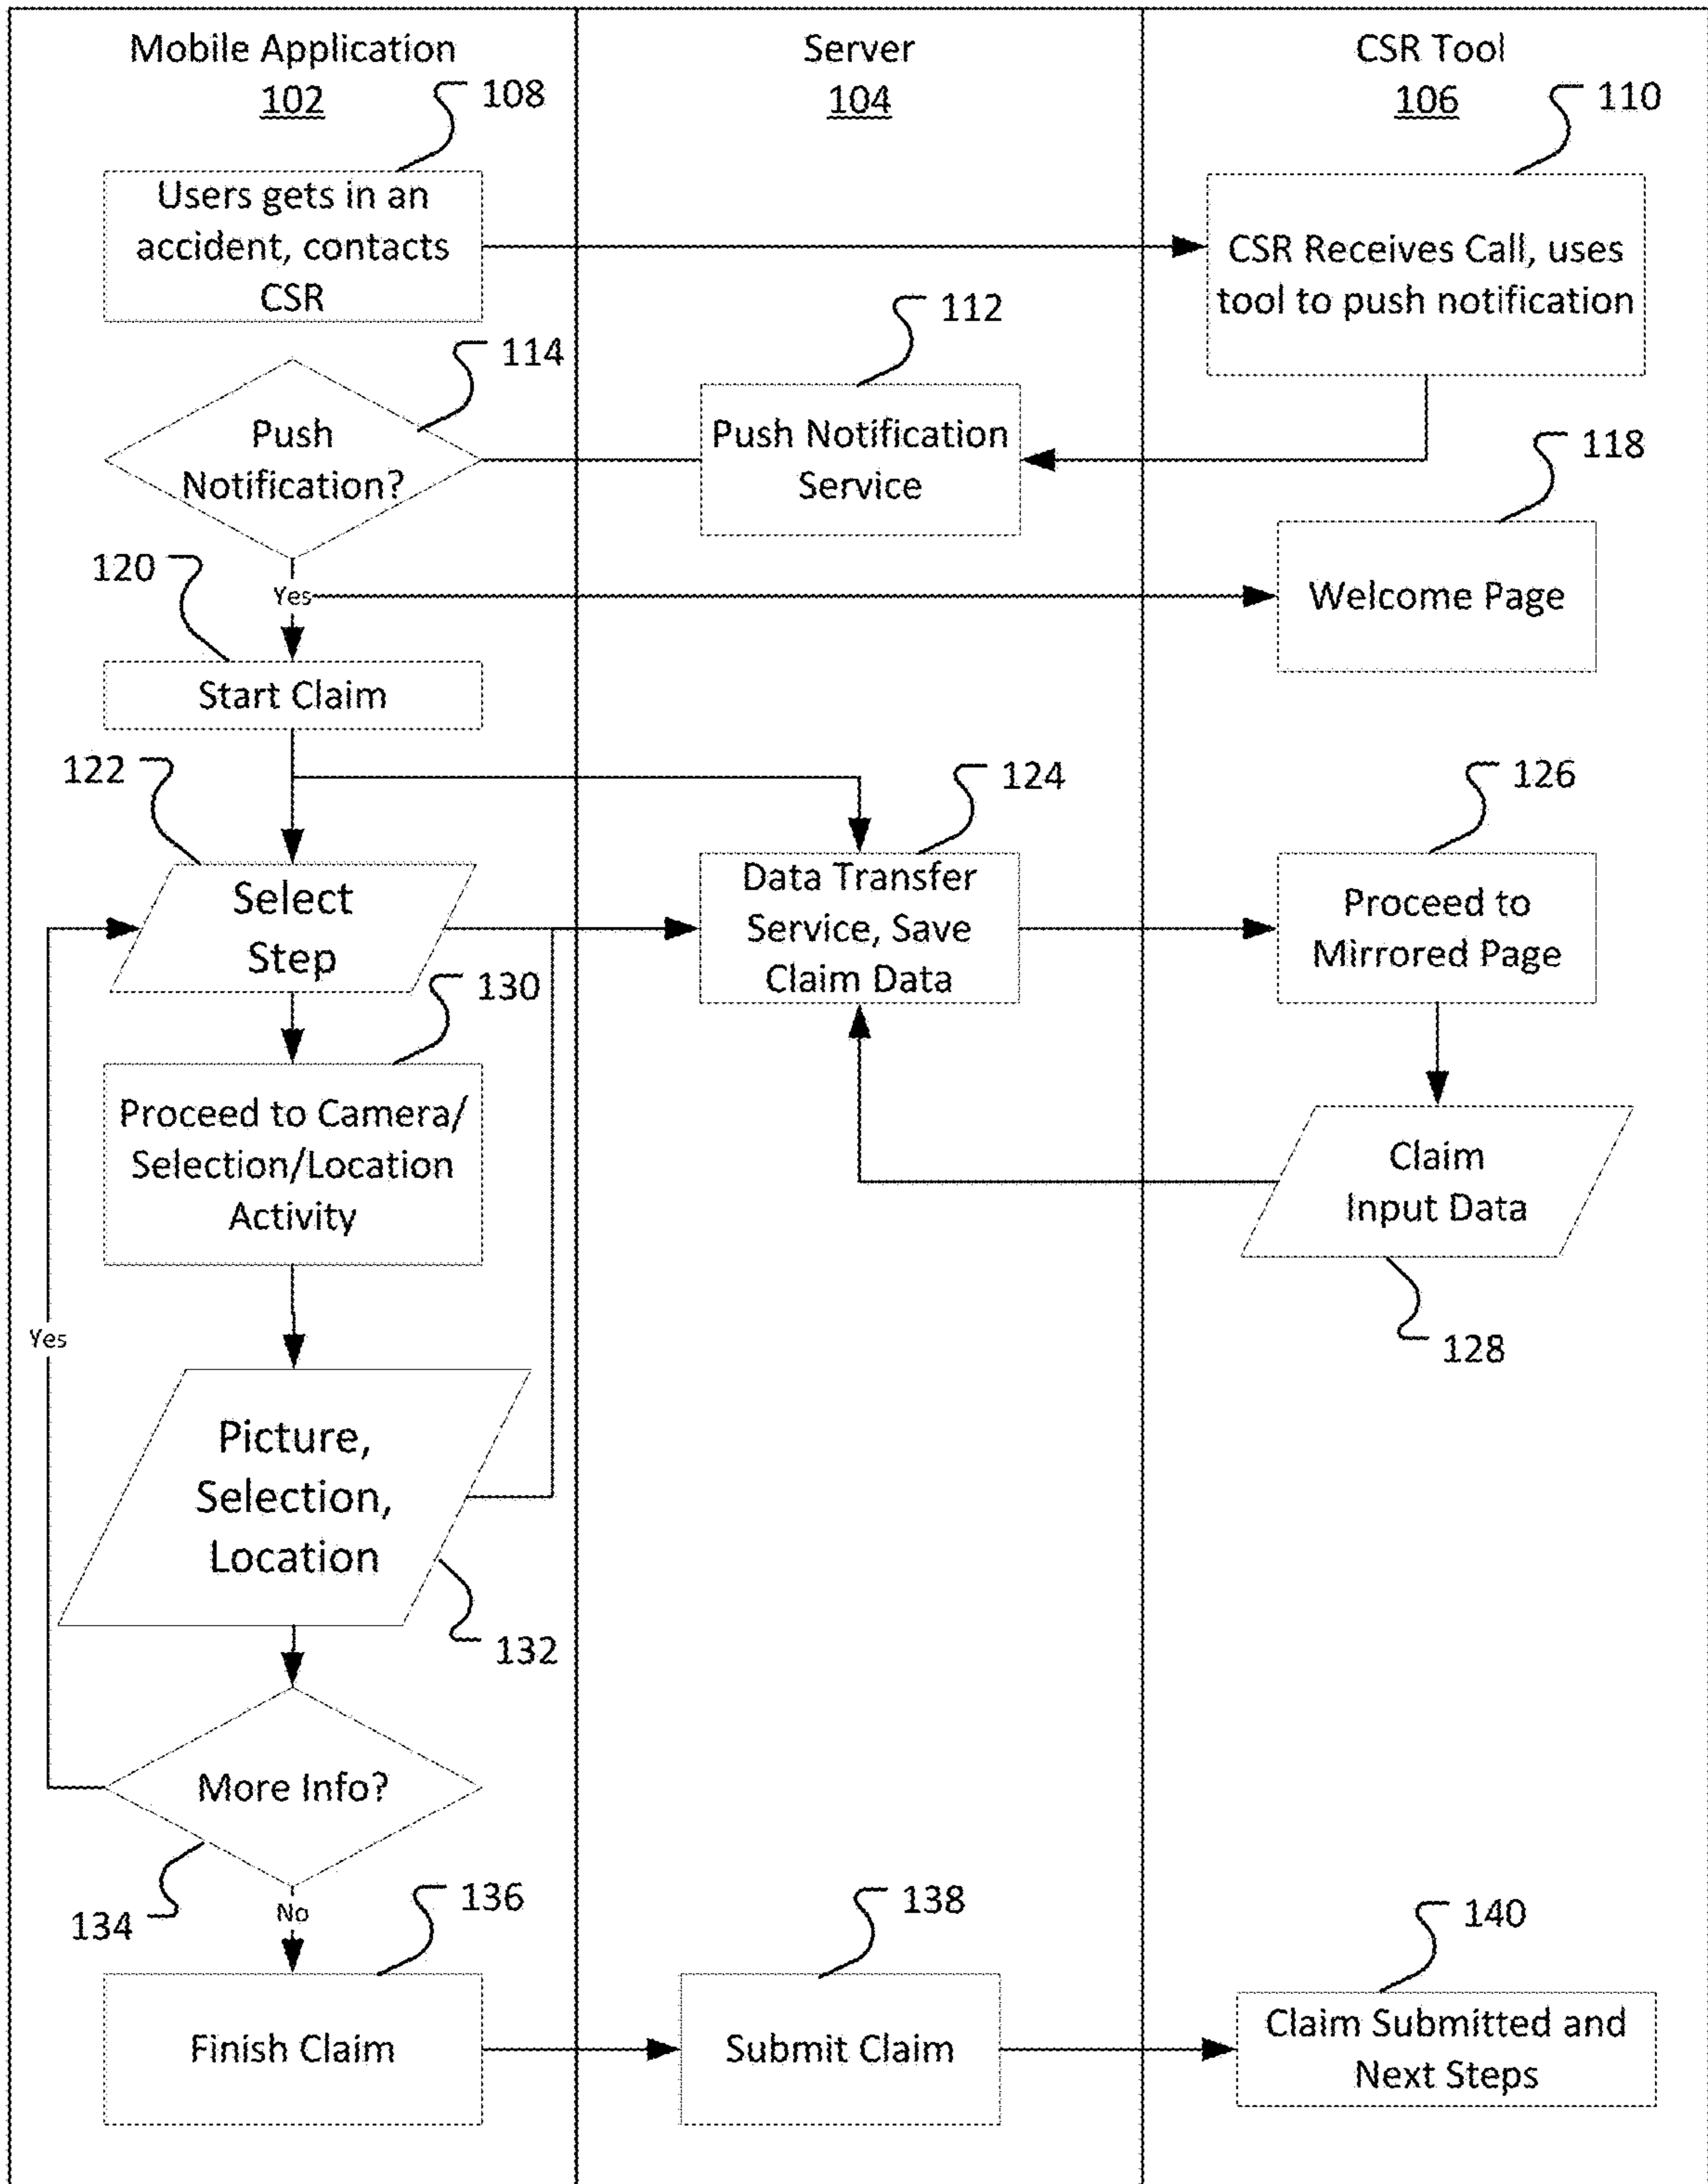 Mobile Application
102
Server
104
CSR Tool
106
108
Users gets in an
accident, contacts
CSR
110
CSR Receives Call, uses
tool to push notification
112
Push Notification
Service
114
Push
Notification?
118
Welcome Page
120
Yes
Start Claim
122
Select
Step
124
Data Transfer
Service, Save
Claim Data
126
Proceed to
Mirrored Page
130
Proceed to Camera/
Selection/Location
Activity
Claim
Input Data
128
Yes
Picture,
Selection,
Location
132
More Info?
134
No
136
Finish Claim
138
Submit Claim
140
Claim Submitted and
Next Steps